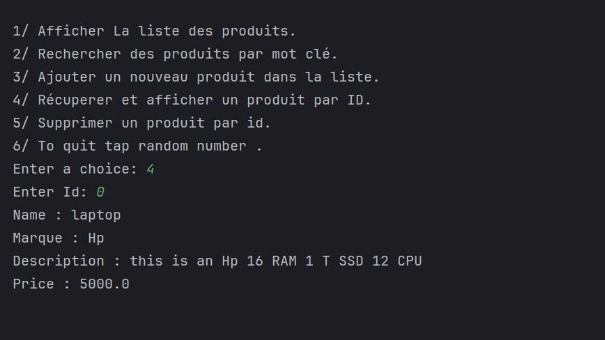 1/ Afficher La liste des produits.
2/ Rechercher des produits par mot clé.
3/ Ajouter un nouveau produit dans la liste.
4/ Récuperer et afficher un produit par ID.
5/ Supprimer un produit par id.
6/ To quit tap random number .
Enter a choice: 4
Enter Id: 0
Name : laptop
Marque : Hp
Description : this is an Hp 16 RAM 1 T SSD 12 CPU
Price : 5000.0